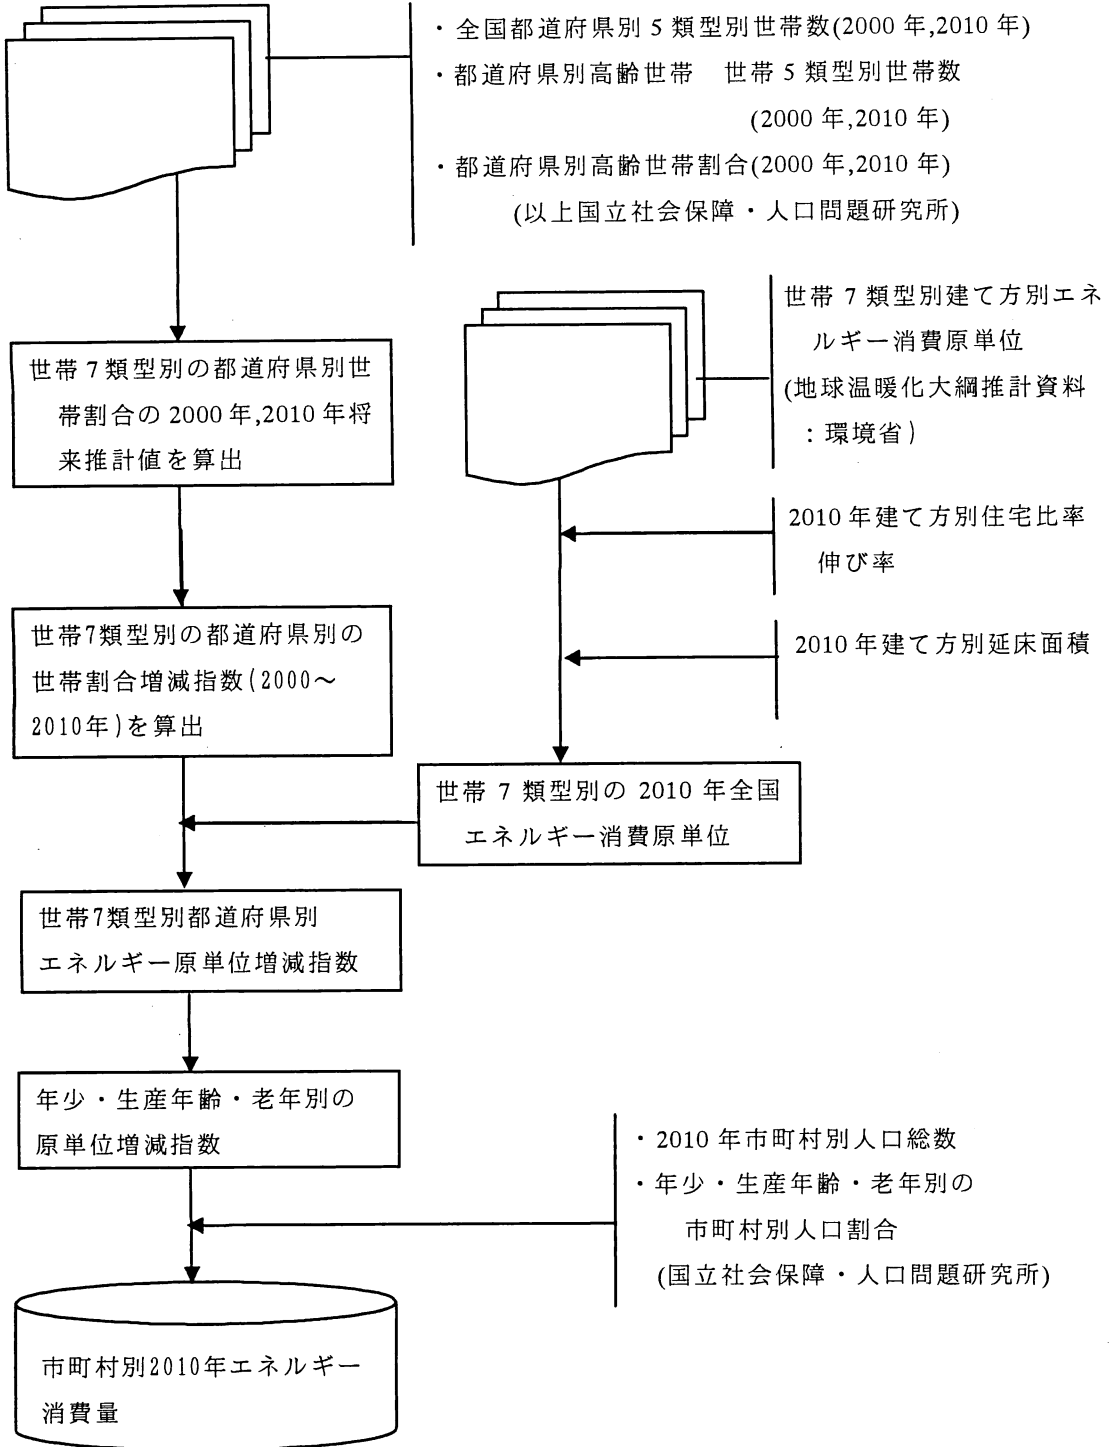 ・全国都道府県別5類型別世帯数(2000年,2010年)
・都道府県別高齢世帯　世帯5類型別世帯数
(2000年,2010年)
・都道府県別高齢世帯割合(2000年,2010年)
(以上国立社会保障・人口問題研究所)
世帯7類型別建て方別エネ
ルギー消費原単位
(地球温暖化大綱推計資料
：環境省)
世帯7類型別の都道府県別世
帯割合の2000年,2010年将
来推計値を算出
2010年建て方別住宅比率
伸び率
世帯7類型別の都道府県別の
世帯割合増減指数(2000～
2010年)を算出
2010年建て方別延床面積
世帯7類型別の2010年全国
エネルギー消費原単位
世帯7類型別都道府県別
エネルギー原単位増減指数
年少・生産年齢・老年別の
原単位増減指数
・2010年市町村別人口総数
・年少・生産年齢・老年別の
市町村別人口割合
(国立社会保障・人口問題研究所)
市町村別2010年エネルギー
消費量